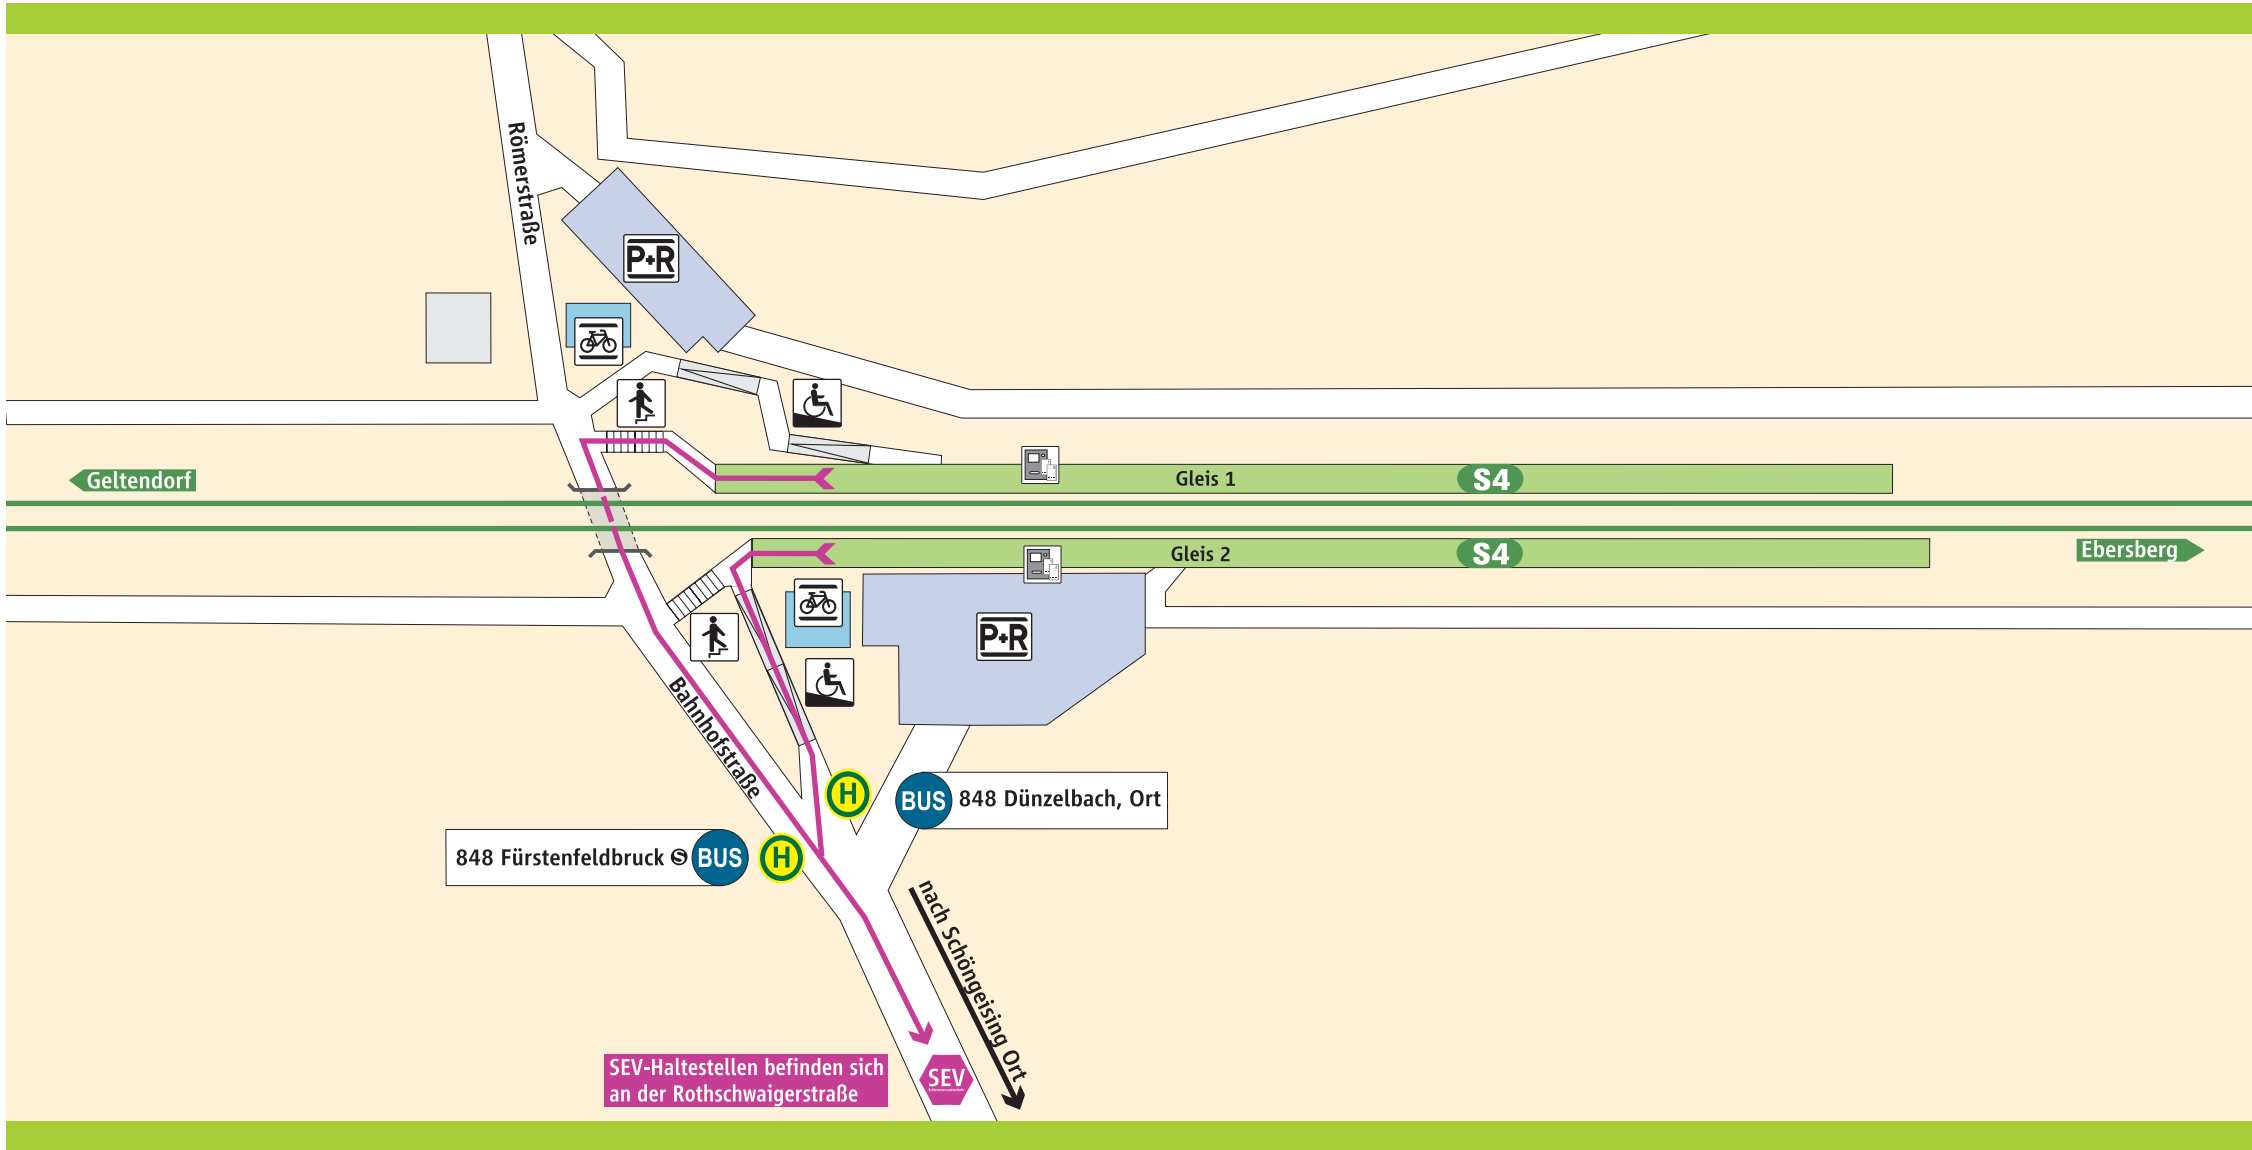 Römerstraße
P+R
Geltendorf
Gleis 1
S4
Gleis 2
S4
Ebersberg
P+R
Bahnhofstraße
H
BUS
848 Dünzelbach, Ort
848 Fürstenfeldbruck S
BUS
H
nach Schöngeising Ort
SEV-Haltestellen befinden sich
an der Rothschwaigerstraße
SEV